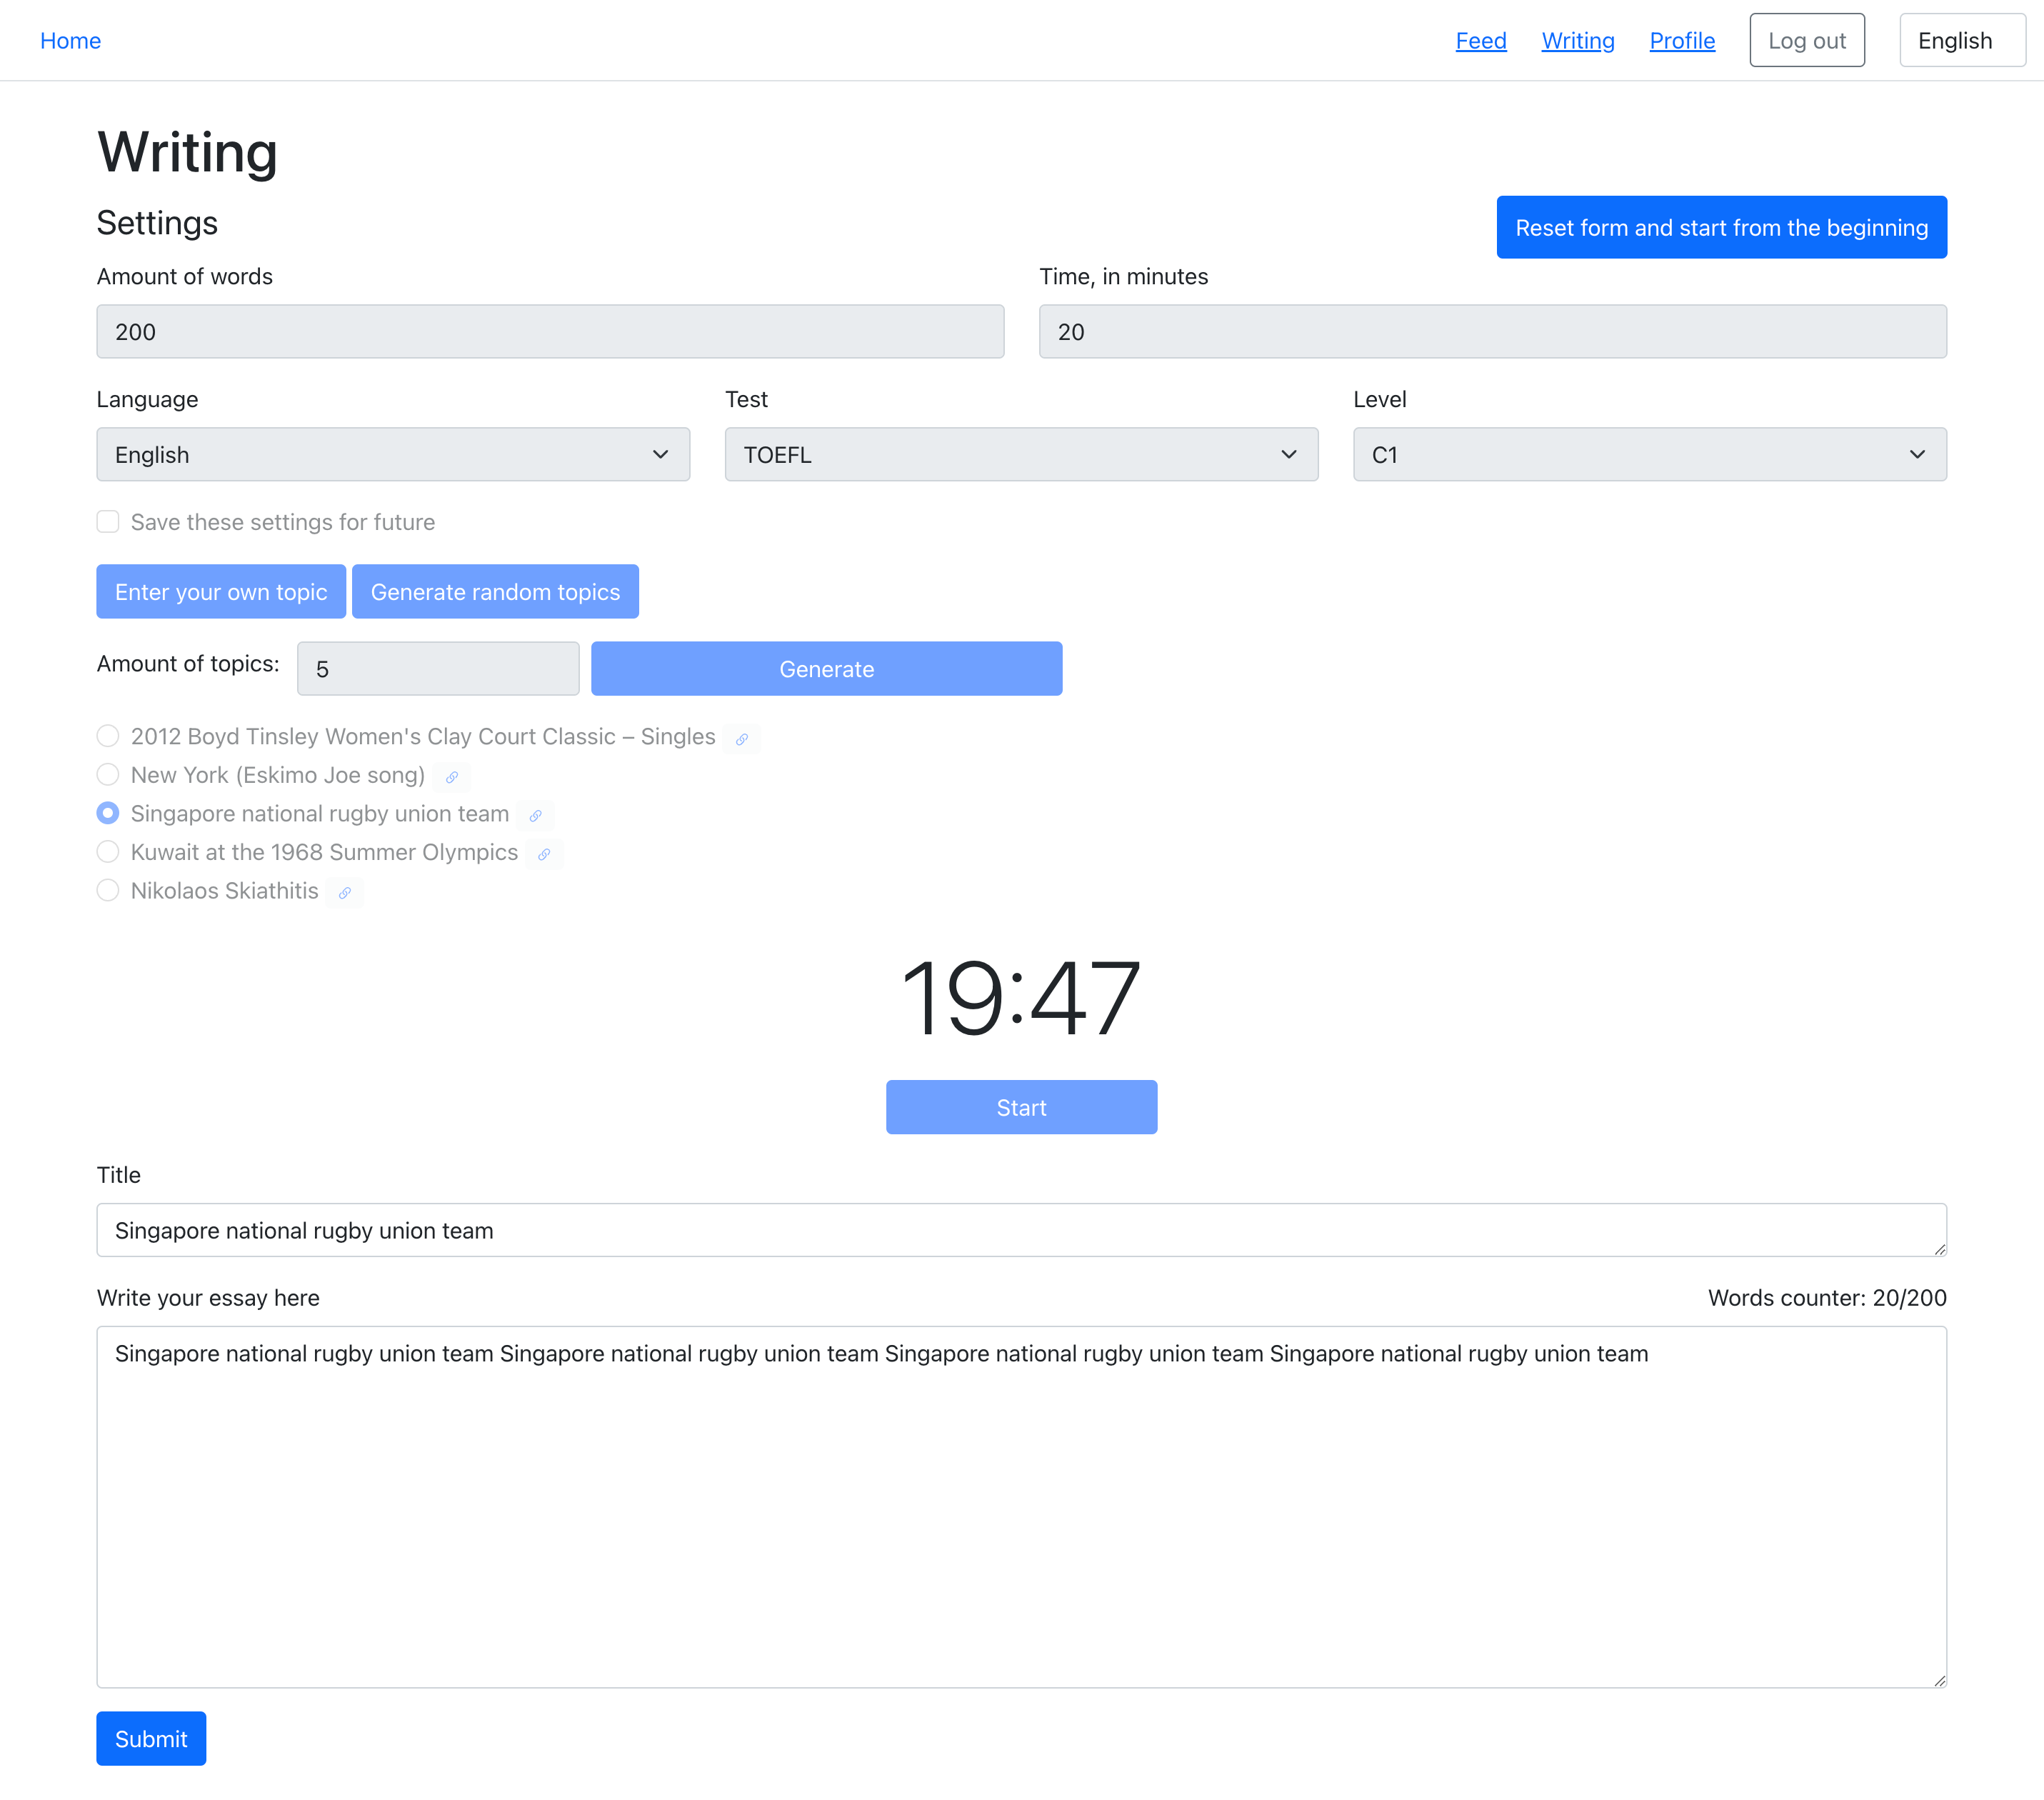 Home Feed Writing Profile Log out English
Writing
Settings Reset form and start from the beginning
Amount of words Time, in minutes
200 20
Language Test Level
English TOEFL C1
Save these settings for future
Enter your own topic Generate random topics
Amount of topics: 5 Generate
2012 Boyd Tinsley Women's Clay Court Classic – Singles
New York (Eskimo Joe song)
Singapore national rugby union team
Kuwait at the 1968 Summer Olympics
Nikolaos Skiathitis
19:47
Start
Title
Singapore national rugby union team
Write your essay here Words counter: 20/200
Singapore national rugby union team Singapore national rugby union team Singapore national rugby union team Singapore national rugby union team
Submit